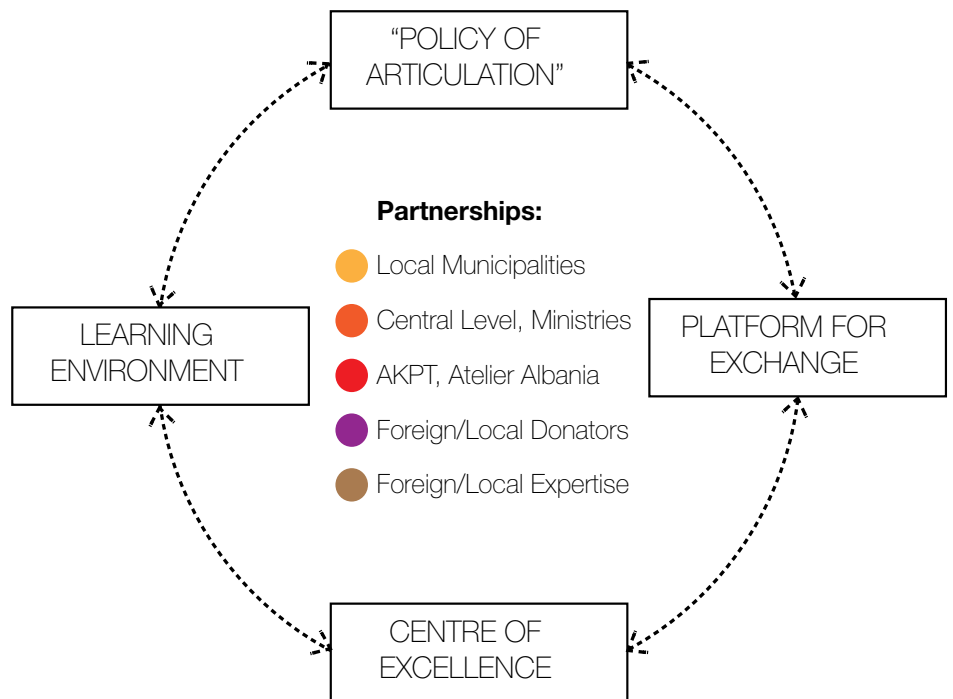 “POLICY OF
ARTICULATION”
Partnerships:
Local Municipalities
Central Level, Ministries
AKPT, Atelier Albania
Foreign/Local Donators
Foreign/Local Expertise
LEARNING
ENVIRONMENT
PLATFORM FOR
EXCHANGE
CENTRE OF
EXCELLENCE